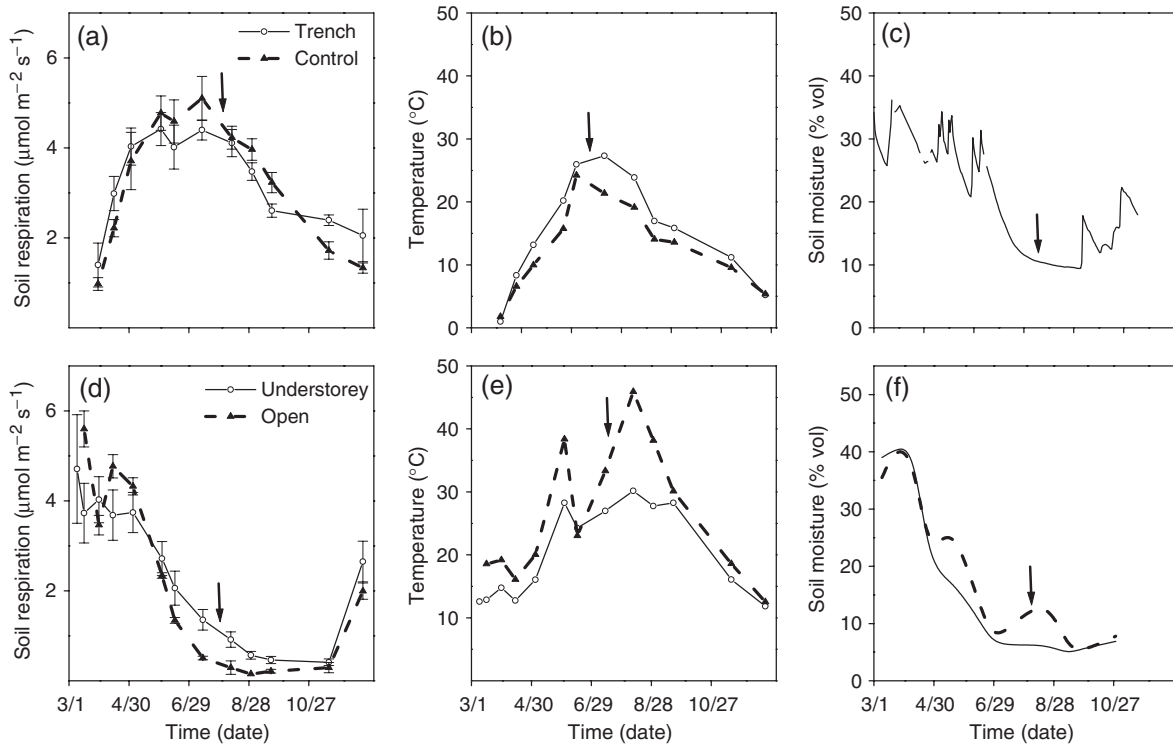 (a)
Trench
Control
Soil respiration (µmol m⁻² s⁻¹)
6
4
2
(b)
Temperature (°C)
50
40
30
20
10
0
(c)
Soil moisture (% vol)
50
40
30
20
10
0
(d)
Understorey
Open
Soil respiration (µmol m⁻² s⁻¹)
6
4
2
3/1 4/30 6/29 8/28 10/27
Time (date)
(e)
Temperature (°C)
50
40
30
20
10
3/1 4/30 6/29 8/28 10/27
Time (date)
(f)
Soil moisture (% vol)
50
40
30
20
10
0
3/1 4/30 6/29 8/28 10/27
Time (date)